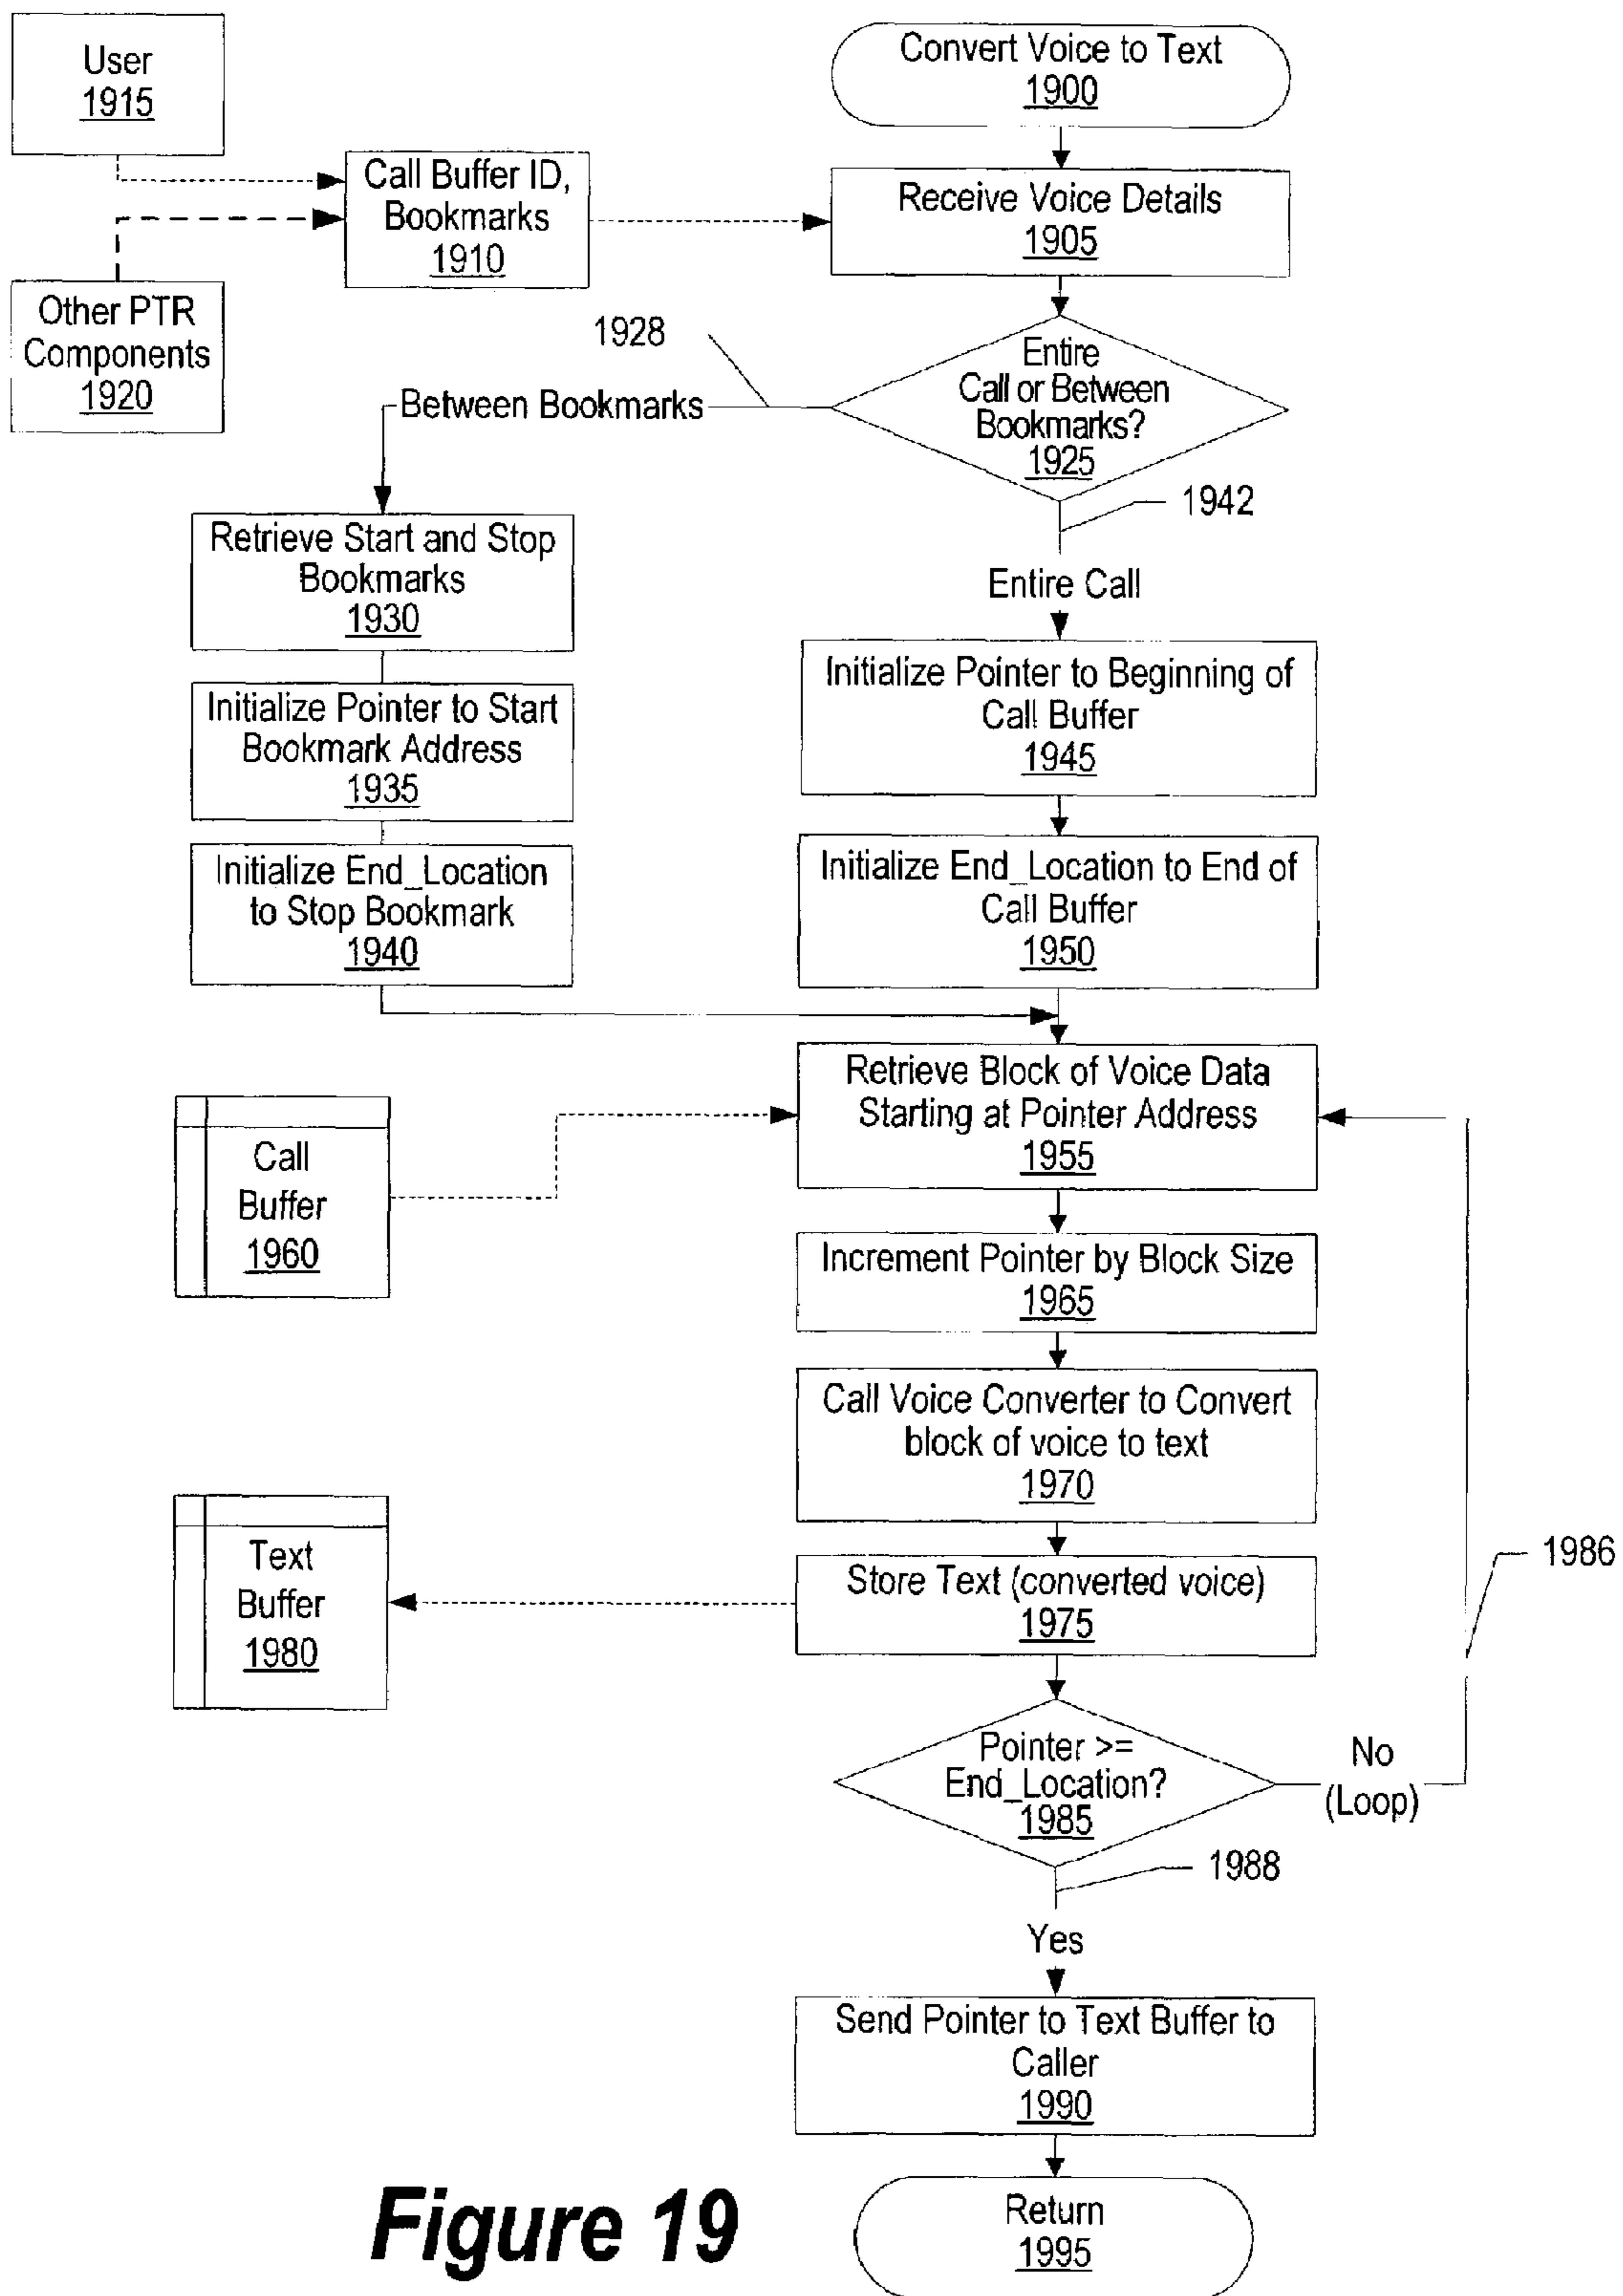 User
1915
Convert Voice to Text
1900
Call Buffer ID,
Bookmarks
1910
Receive Voice Details
1905
Other PTR
Components
1920
1928
Entire
Call or Between
Bookmarks?
1925
Between Bookmarks
1942
Retrieve Start and Stop
Bookmarks
1930
Entire Call
Initialize Pointer to Start
Bookmark Address
1935
Initialize Pointer to Beginning of
Call Buffer
1945
Initialize End_Location
to Stop Bookmark
1940
Initialize End_Location to End of
Call Buffer
1950
Retrieve Block of Voice Data
Starting at Pointer Address
1955
Call
Buffer
1960
Increment Pointer by Block Size
1965
Call Voice Converter to Convert
block of voice to text
1970
Text
Buffer
1980
Store Text (converted voice)
1975
1986
Pointer >=
End_Location?
1985
No
(Loop)
1988
Yes
Send Pointer to Text Buffer to
Caller
1990
Return
1995
Figure 19